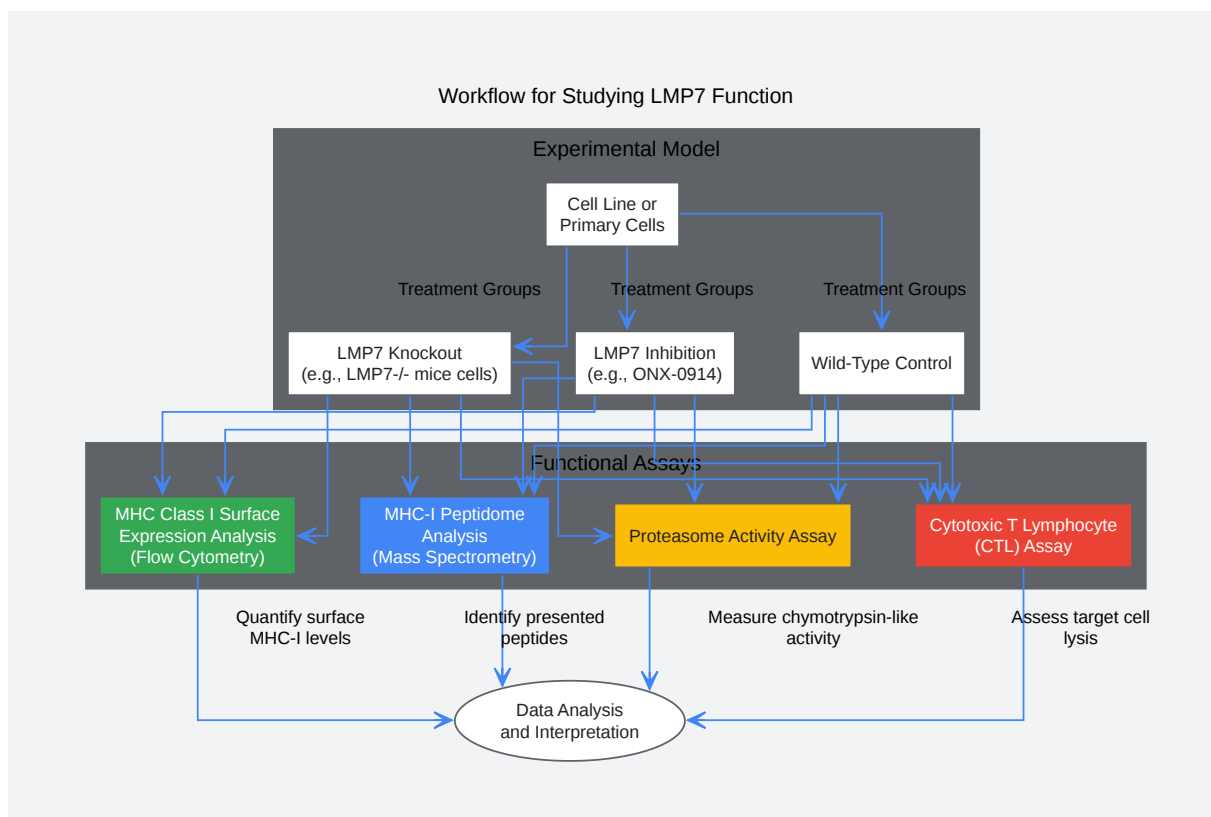 Workflow for Studying LMP7 Function
Experimental Model
Cell Line or
Primary Cells
Treatment Groups
Treatment Groups
Treatment Groups
LMP7 Knockout
(e.g., LMP7-/- mice cells)
LMP7 Inhibition
(e.g., ONX-0914)
Wild-Type Control
Functional Assays
MHC Class I Surface
Expression Analysis
(Flow Cytometry)
MHC-I Peptidome
Analysis
(Mass Spectrometry)
Proteasome Activity Assay
Cytotoxic T Lymphocyte
(CTL) Assay
Quantify surface
MHC-I levels
Identify presented
peptides
Measure chymotrypsin-like
activity
Assess target cell
lysis
Data Analysis
and Interpretation